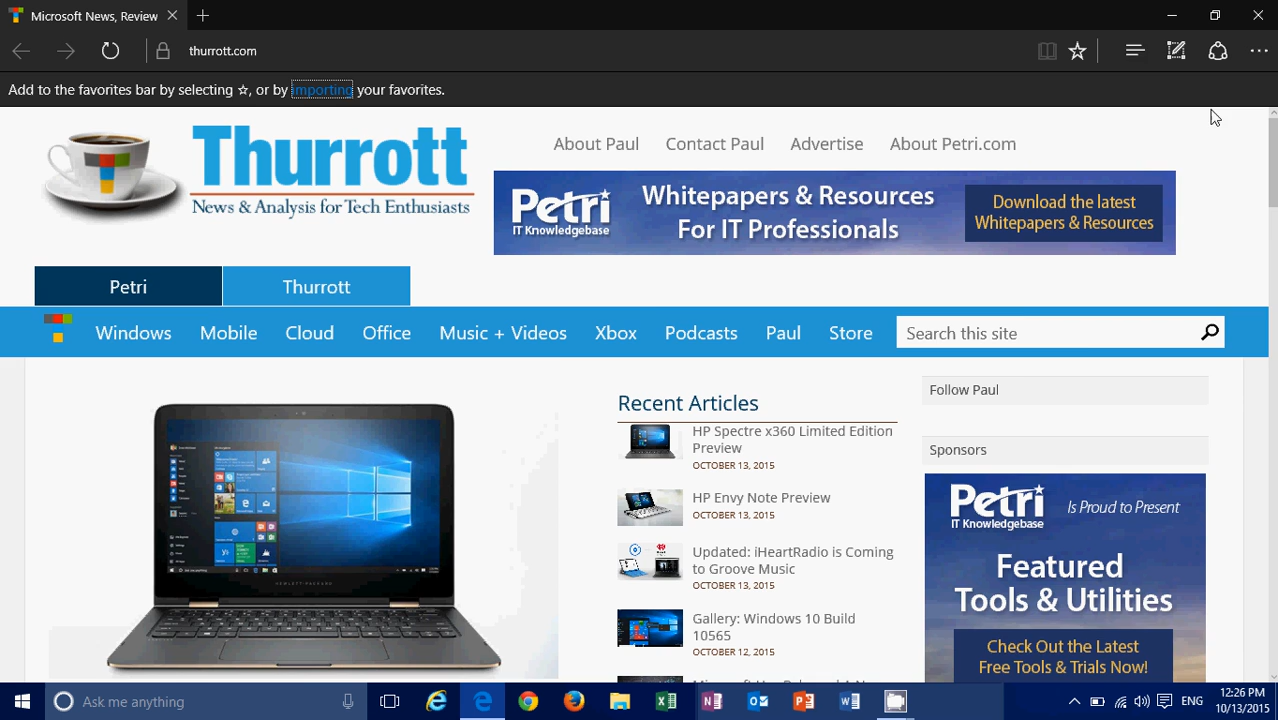 Microsoft News, Review
thurrott.com
Add to the favorites bar by selecting ☆, or by importing your favorites.
Thurrott
News & Analysis for Tech Enthusiasts
About Paul Contact Paul Advertise About Petri.com
Petri
IT Knowledgebase
Whitepapers & Resources
For IT Professionals
Download the latest
Whitepapers & Resources
Petri Thurrott
Windows Mobile Cloud Office Music + Videos Xbox Podcasts Paul Store Search this site
Recent Articles
HP Spectre x360 Limited Edition
Preview
OCTOBER 13, 2015
HP Envy Note Preview
OCTOBER 13, 2015
Updated: iHeartRadio is Coming
to Groove Music
OCTOBER 13, 2015
Gallery: Windows 10 Build
10565
OCTOBER 12, 2015
Follow Paul
Sponsors
Petri
IT Knowledgebase
Is Proud to Present
Featured
Tools & Utilities
Check Out the Latest
Free Tools & Trials Now!
HEWLETT-PACKARD
Ask me anything
ENG
12:26 PM
10/13/2015